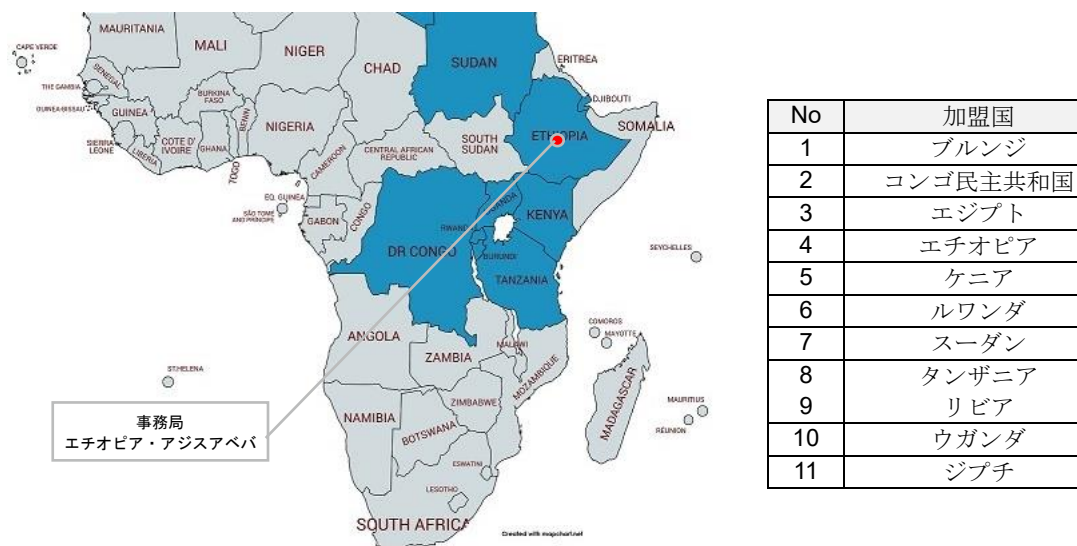 MAURITANIA
MALI
NIGER
CHAD
SUDAN
ERITREA
CAPE VERDE
SENEGAL
THE GAMBIA
GUINEA-BISSAU
GUINEA
BURKINA
FASO
BENIN
NIGERIA
DJIBOUTI
SOMALIA
ETHIOPIA
SIERRA
LEONE
LIBERIA
COTE D'
IVOIRE
GHANA
TOGO
CAMEROON
CENTRAL AFRICAN
REPUBLIC
SOUTH
SUDAN
EQ. GUINEA
SÃO TOME
AND PRINCIPE
GABON
CONGO
UGANDA
KENYA
RWANDA
DR CONGO
BURUNDI
TANZANIA
SEYCHELLES
ANGOLA
ZAMBIA
MALAWI
COMOROS
MAYOTTE
ST.HELENA
MOZAMBIQUE
MADAGASCAR
MAURITIUS
RÉUNION
NAMIBIA
ZIMBABWE
BOTSWANA
ESWATINI
LESOTHO
SOUTH AFRICA
Created with mapchart.net
事務局
エチオピア・アジスアベバ
No 加盟国
1 ブルンジ
2 コンゴ民主共和国
3 エジプト
4 エチオピア
5 ケニア
6 ルワンダ
7 スーダン
8 タンザニア
9 リビア
10 ウガンダ
11 ジプチ